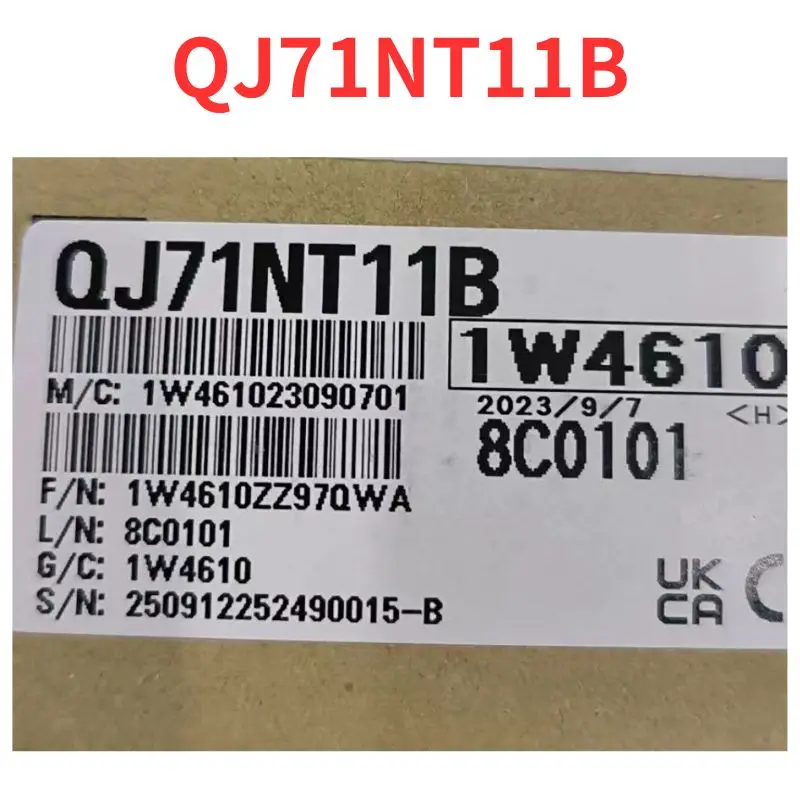 QJ71NT11B
QJ71NT11B
1W4610
M/C: 1W461023090701
2023/9/7 <H>
8C0101
F/N: 1W4610ZZ97QWA
L/N: 8C0101
G/C: 1W4610
S/N: 250912252490015-B
UK
CA